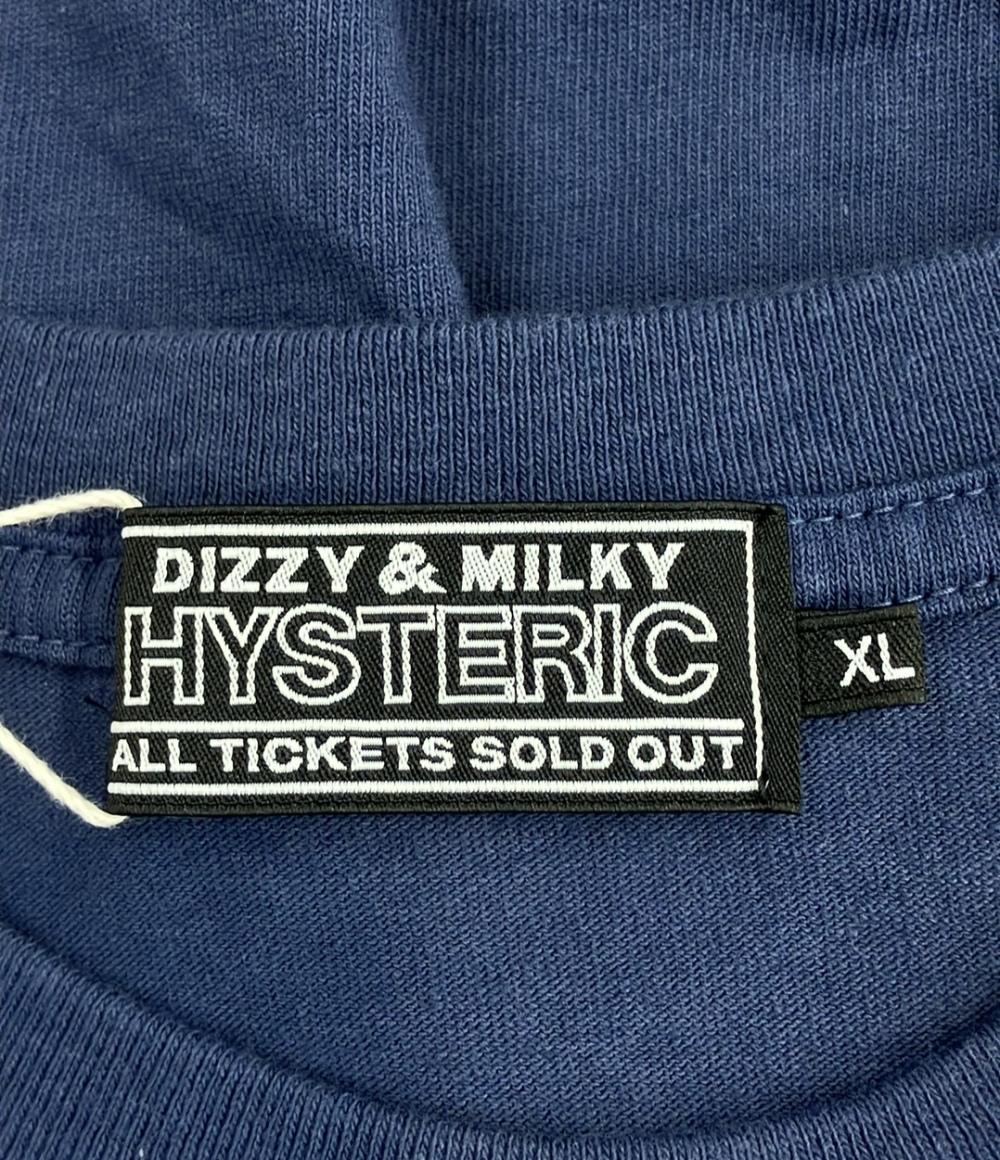 DIZZY & MILKY
HYSTERIC
ALL TICKETS SOLD OUT
XL